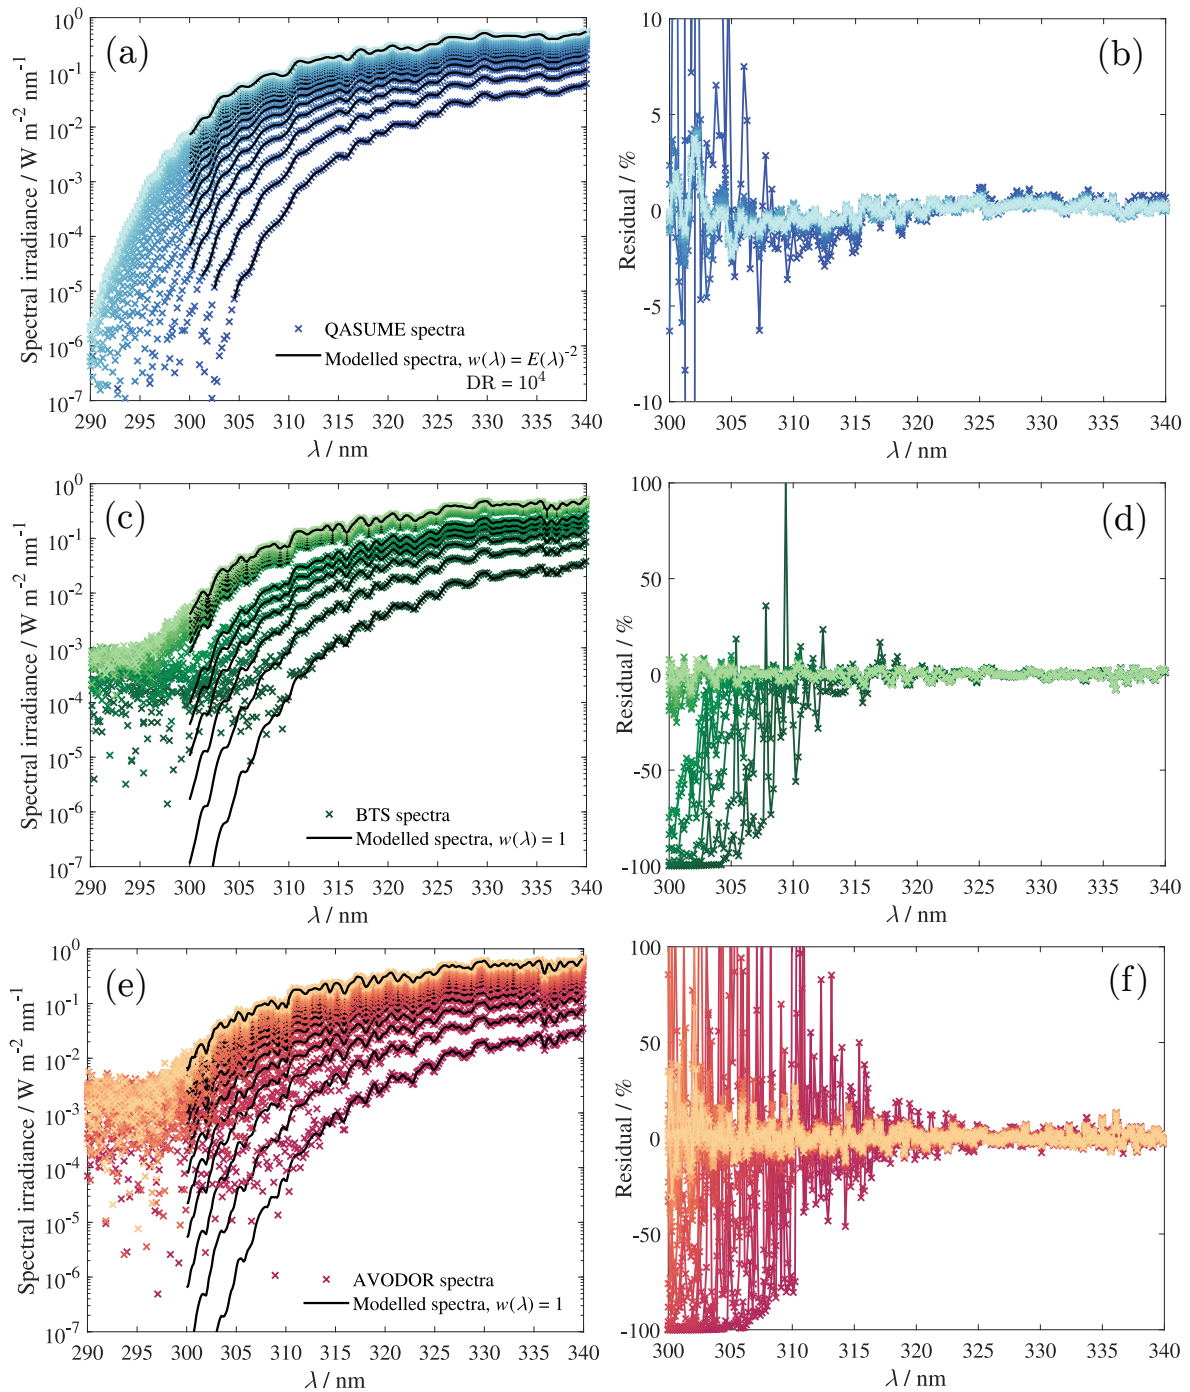 (a)
Spectral irradiance / W m⁻² nm⁻¹
10⁰
10⁻¹
10⁻²
10⁻³
10⁻⁴
10⁻⁵
10⁻⁶
10⁻⁷
QASUME spectra
Modelled spectra, w(λ) = E(λ)⁻²
DR = 10⁴
290 295 300 305 310 315 320 325 330 335 340
λ / nm
(b)
Residual / %
10
5
0
-5
-10
300 305 310 315 320 325 330 335 340
λ / nm
(c)
Spectral irradiance / W m⁻² nm⁻¹
10⁰
10⁻¹
10⁻²
10⁻³
10⁻⁴
10⁻⁵
10⁻⁶
10⁻⁷
BTS spectra
Modelled spectra, w(λ) = 1
290 295 300 305 310 315 320 325 330 335 340
λ / nm
(d)
Residual / %
100
50
0
-50
-100
300 305 310 315 320 325 330 335 340
λ / nm
(e)
Spectral irradiance / W m⁻² nm⁻¹
10⁰
10⁻¹
10⁻²
10⁻³
10⁻⁴
10⁻⁵
10⁻⁶
10⁻⁷
AVODOR spectra
Modelled spectra, w(λ) = 1
290 295 300 305 310 315 320 325 330 335 340
λ / nm
(f)
Residual / %
100
50
0
-50
-100
300 305 310 315 320 325 330 335 340
λ / nm